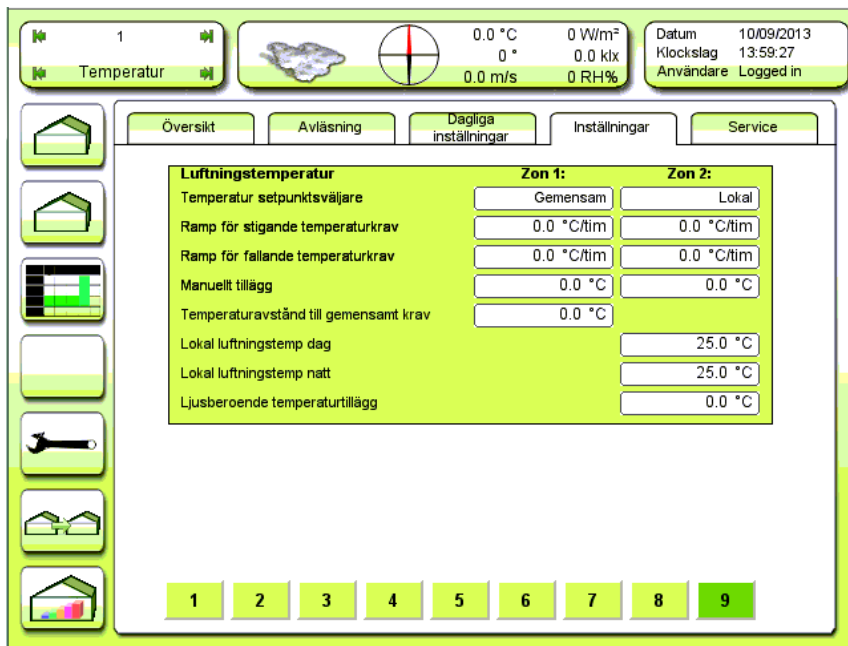 1
Temperatur
0.0 °C 0 W/m²
0 ° 0.0 klx
0.0 m/s 0 RH%
Datum 10/09/2013
Klockslag 13:59:27
Användare Logged in
Översikt
Avläsning
Dagliga
inställningar
Inställningar
Service
Luftningstemperatur Zon 1: Zon 2:
Temperatur setpunktsväljare Gemensam Lokal
Ramp för stigande temperaturkrav 0.0 °C/tim 0.0 °C/tim
Ramp för fallande temperaturkrav 0.0 °C/tim 0.0 °C/tim
Manuellt tillägg 0.0 °C 0.0 °C
Temperaturavstånd till gemensamt krav 0.0 °C
Lokal luftningstemp dag 25.0 °C
Lokal luftningstemp natt 25.0 °C
Ljusberoende temperaturtillägg 0.0 °C
1 2 3 4 5 6 7 8 9